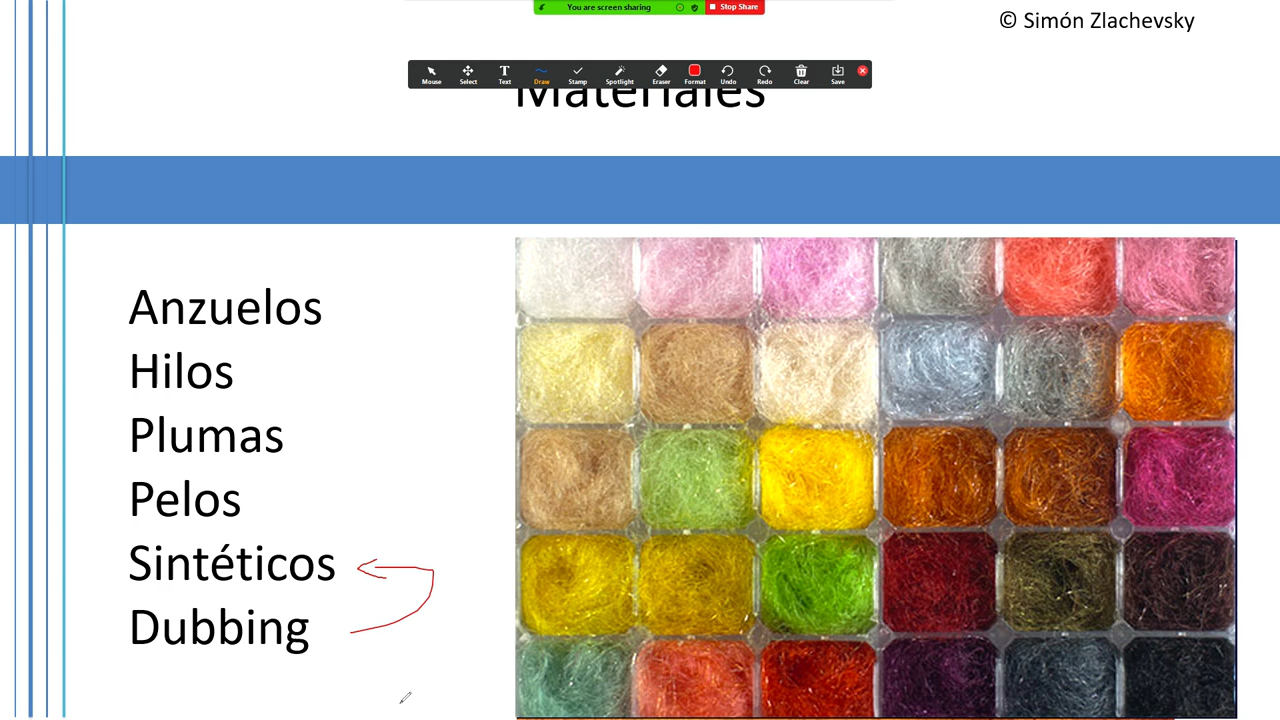 You are screen sharing Stop Share
© Simón Zlachevsky
Mouse Select Text Draw Stamp Spotlight Eraser Format Undo Redo Clear Save
Materiales
Anzuelos
Hilos
Plumas
Pelos
Sintéticos
Dubbing